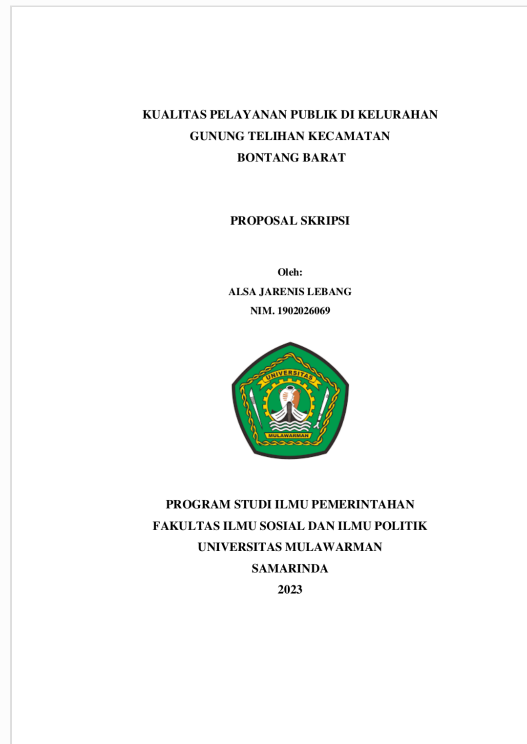 KUALITAS PELAYANAN PUBLIK DI KELURAHAN
GUNUNG TELIHAN KECAMATAN
BONTANG BARAT
PROPOSAL SKRIPSI
Oleh:
ALSA JARENIS LEBANG
NIM. 1902026069
UNIVERSITAS
MULAWARMAN
PROGRAM STUDI ILMU PEMERINTAHAN
FAKULTAS ILMU SOSIAL DAN ILMU POLITIK
UNIVERSITAS MULAWARMAN
SAMARINDA
2023